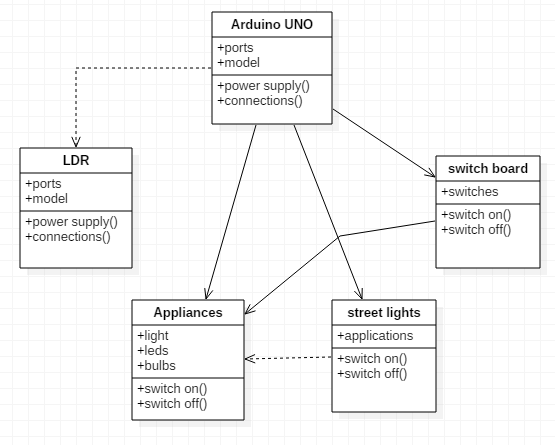 Arduino UNO
+ports
+model
+power supply()
+connections()
LDR
+ports
+model
+power supply()
+connections()
switch board
+switches
+switch on()
+switch off()
Appliances
+light
+leds
+bulbs
+switch on()
+switch off()
street lights
+applications
+switch on()
+switch off()